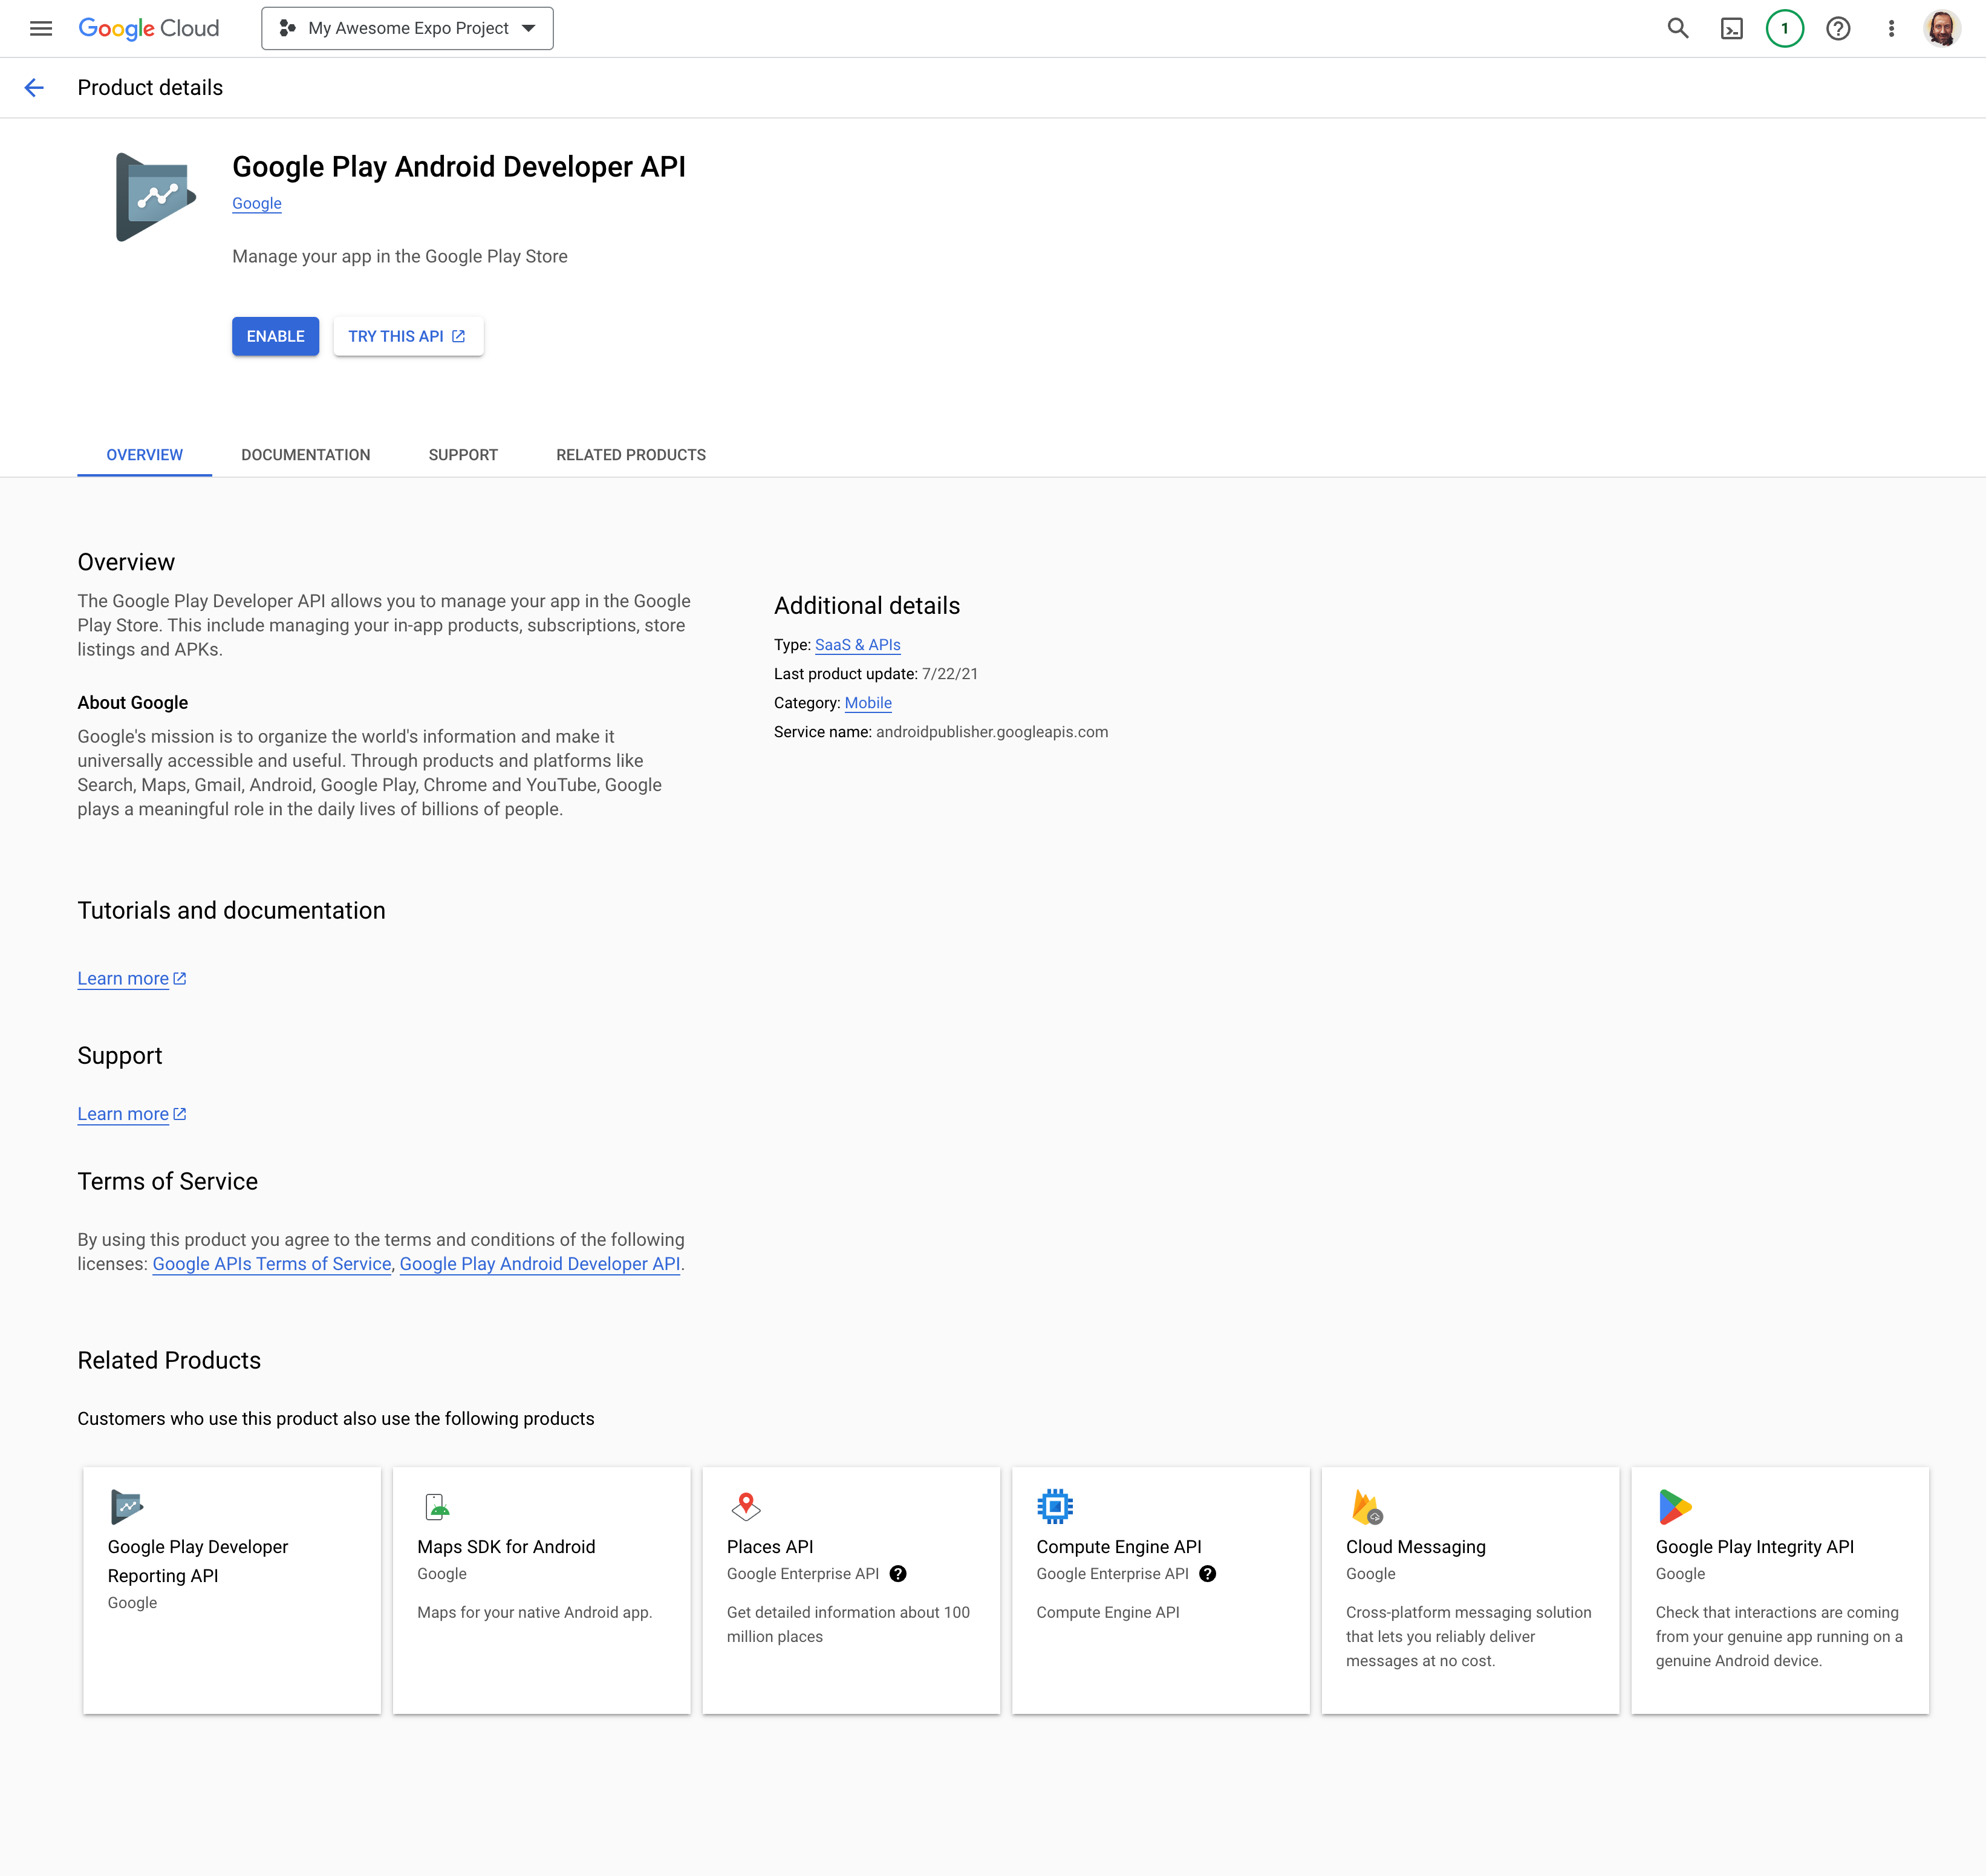 Google Cloud
My Awesome Expo Project
1
Product details
Google Play Android Developer API
Google
Manage your app in the Google Play Store
ENABLE
TRY THIS API
OVERVIEW
DOCUMENTATION
SUPPORT
RELATED PRODUCTS
Overview
The Google Play Developer API allows you to manage your app in the Google
Play Store. This include managing your in-app products, subscriptions, store
listings and APKs.
About Google
Google's mission is to organize the world's information and make it
universally accessible and useful. Through products and platforms like
Search, Maps, Gmail, Android, Google Play, Chrome and YouTube, Google
plays a meaningful role in the daily lives of billions of people.
Additional details
Type: SaaS & APIs
Last product update: 7/22/21
Category: Mobile
Service name: androidpublisher.googleapis.com
Tutorials and documentation
Learn more
Support
Learn more
Terms of Service
By using this product you agree to the terms and conditions of the following
licenses: Google APIs Terms of Service, Google Play Android Developer API.
Related Products
Customers who use this product also use the following products
Google Play Developer
Reporting API
Google
Maps SDK for Android
Google
Maps for your native Android app.
Places API
Google Enterprise API
Get detailed information about 100
million places
Compute Engine API
Google Enterprise API
Compute Engine API
Cloud Messaging
Google
Cross-platform messaging solution
that lets you reliably deliver
messages at no cost.
Google Play Integrity API
Google
Check that interactions are coming
from your genuine app running on a
genuine Android device.